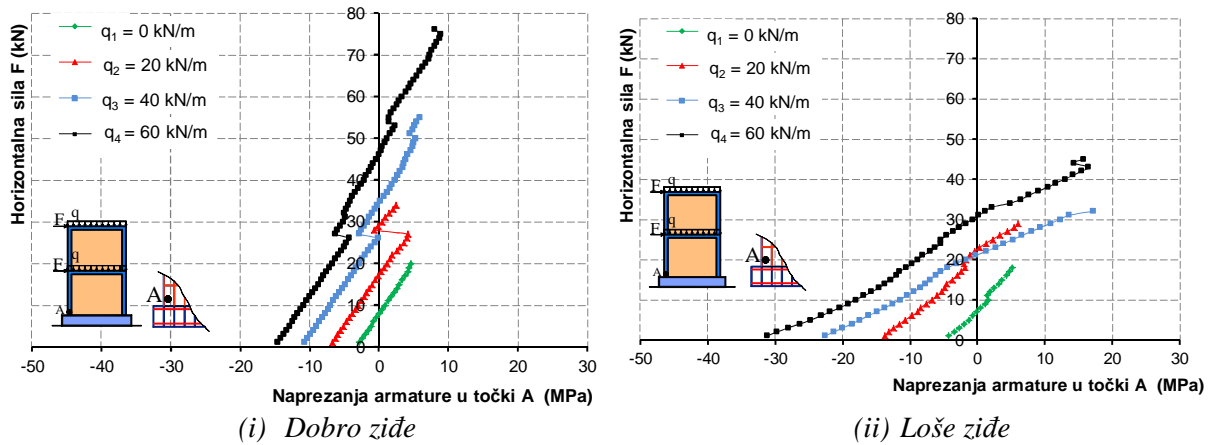 Horizontalna sila F (kN)
80
70
60
50
40
30
20
10
0
q₁ = 0 kN/m
q₂ = 20 kN/m
q₃ = 40 kN/m
q₄ = 60 kN/m
q
F
q
F
A
A
-50 -40 -30 -20 -10 0 10 20 30
Naprezanja armature u točki A (MPa)
(i) Dobro ziđe
Horizontalna sila F (kN)
80
70
60
50
40
30
20
10
0
q₁ = 0 kN/m
q₂ = 20 kN/m
q₃ = 40 kN/m
q₄ = 60 kN/m
q
F
q
F
A
A
-50 -40 -30 -20 -10 0 10 20 30
Naprezanja armature u točki A (MPa)
(ii) Loše ziđe